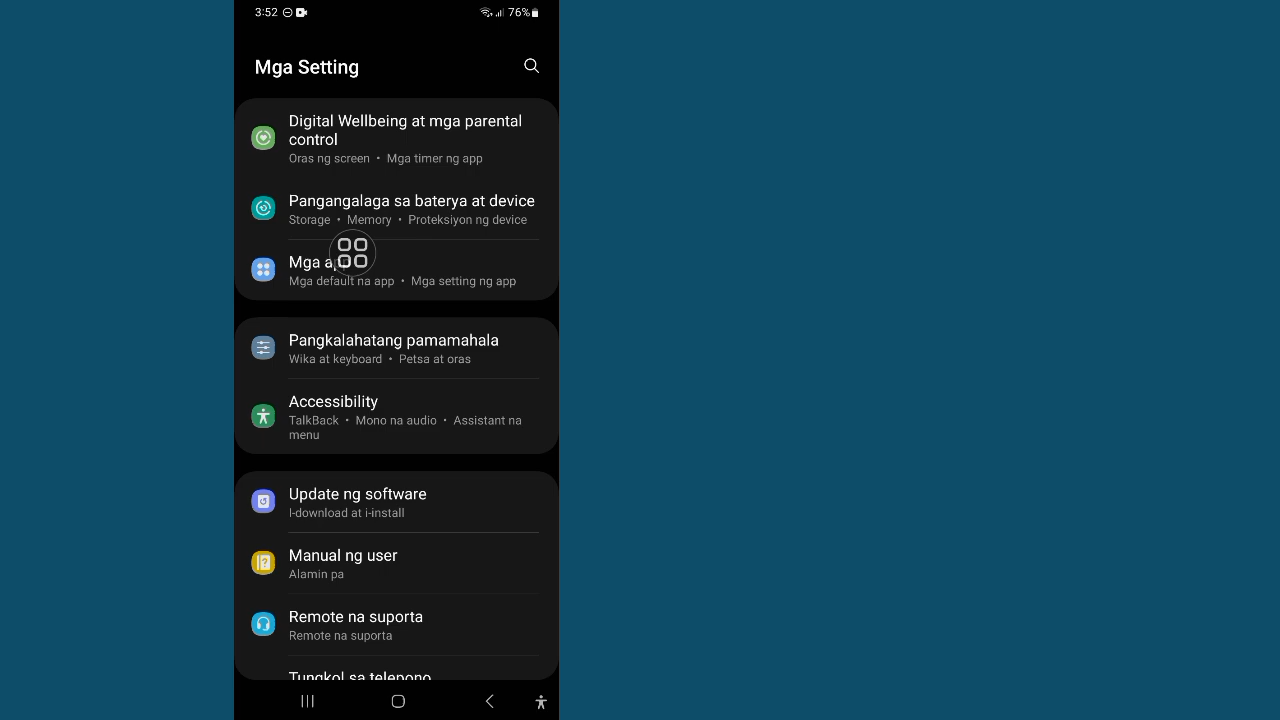 3:52 76%
Mga Setting
Digital Wellbeing at mga parental
control
Oras ng screen • Mga timer ng app
Pangangalaga sa baterya at device
Storage • Memory • Proteksiyon ng device
Mga app
Mga default na app • Mga setting ng app
Pangkalahatang pamamahala
Wika at keyboard • Petsa at oras
Accessibility
TalkBack • Mono na audio • Assistant na
menu
Update ng software
I-download at i-install
Manual ng user
Alamin pa
Remote na suporta
Remote na suporta
Tungkol sa telepono